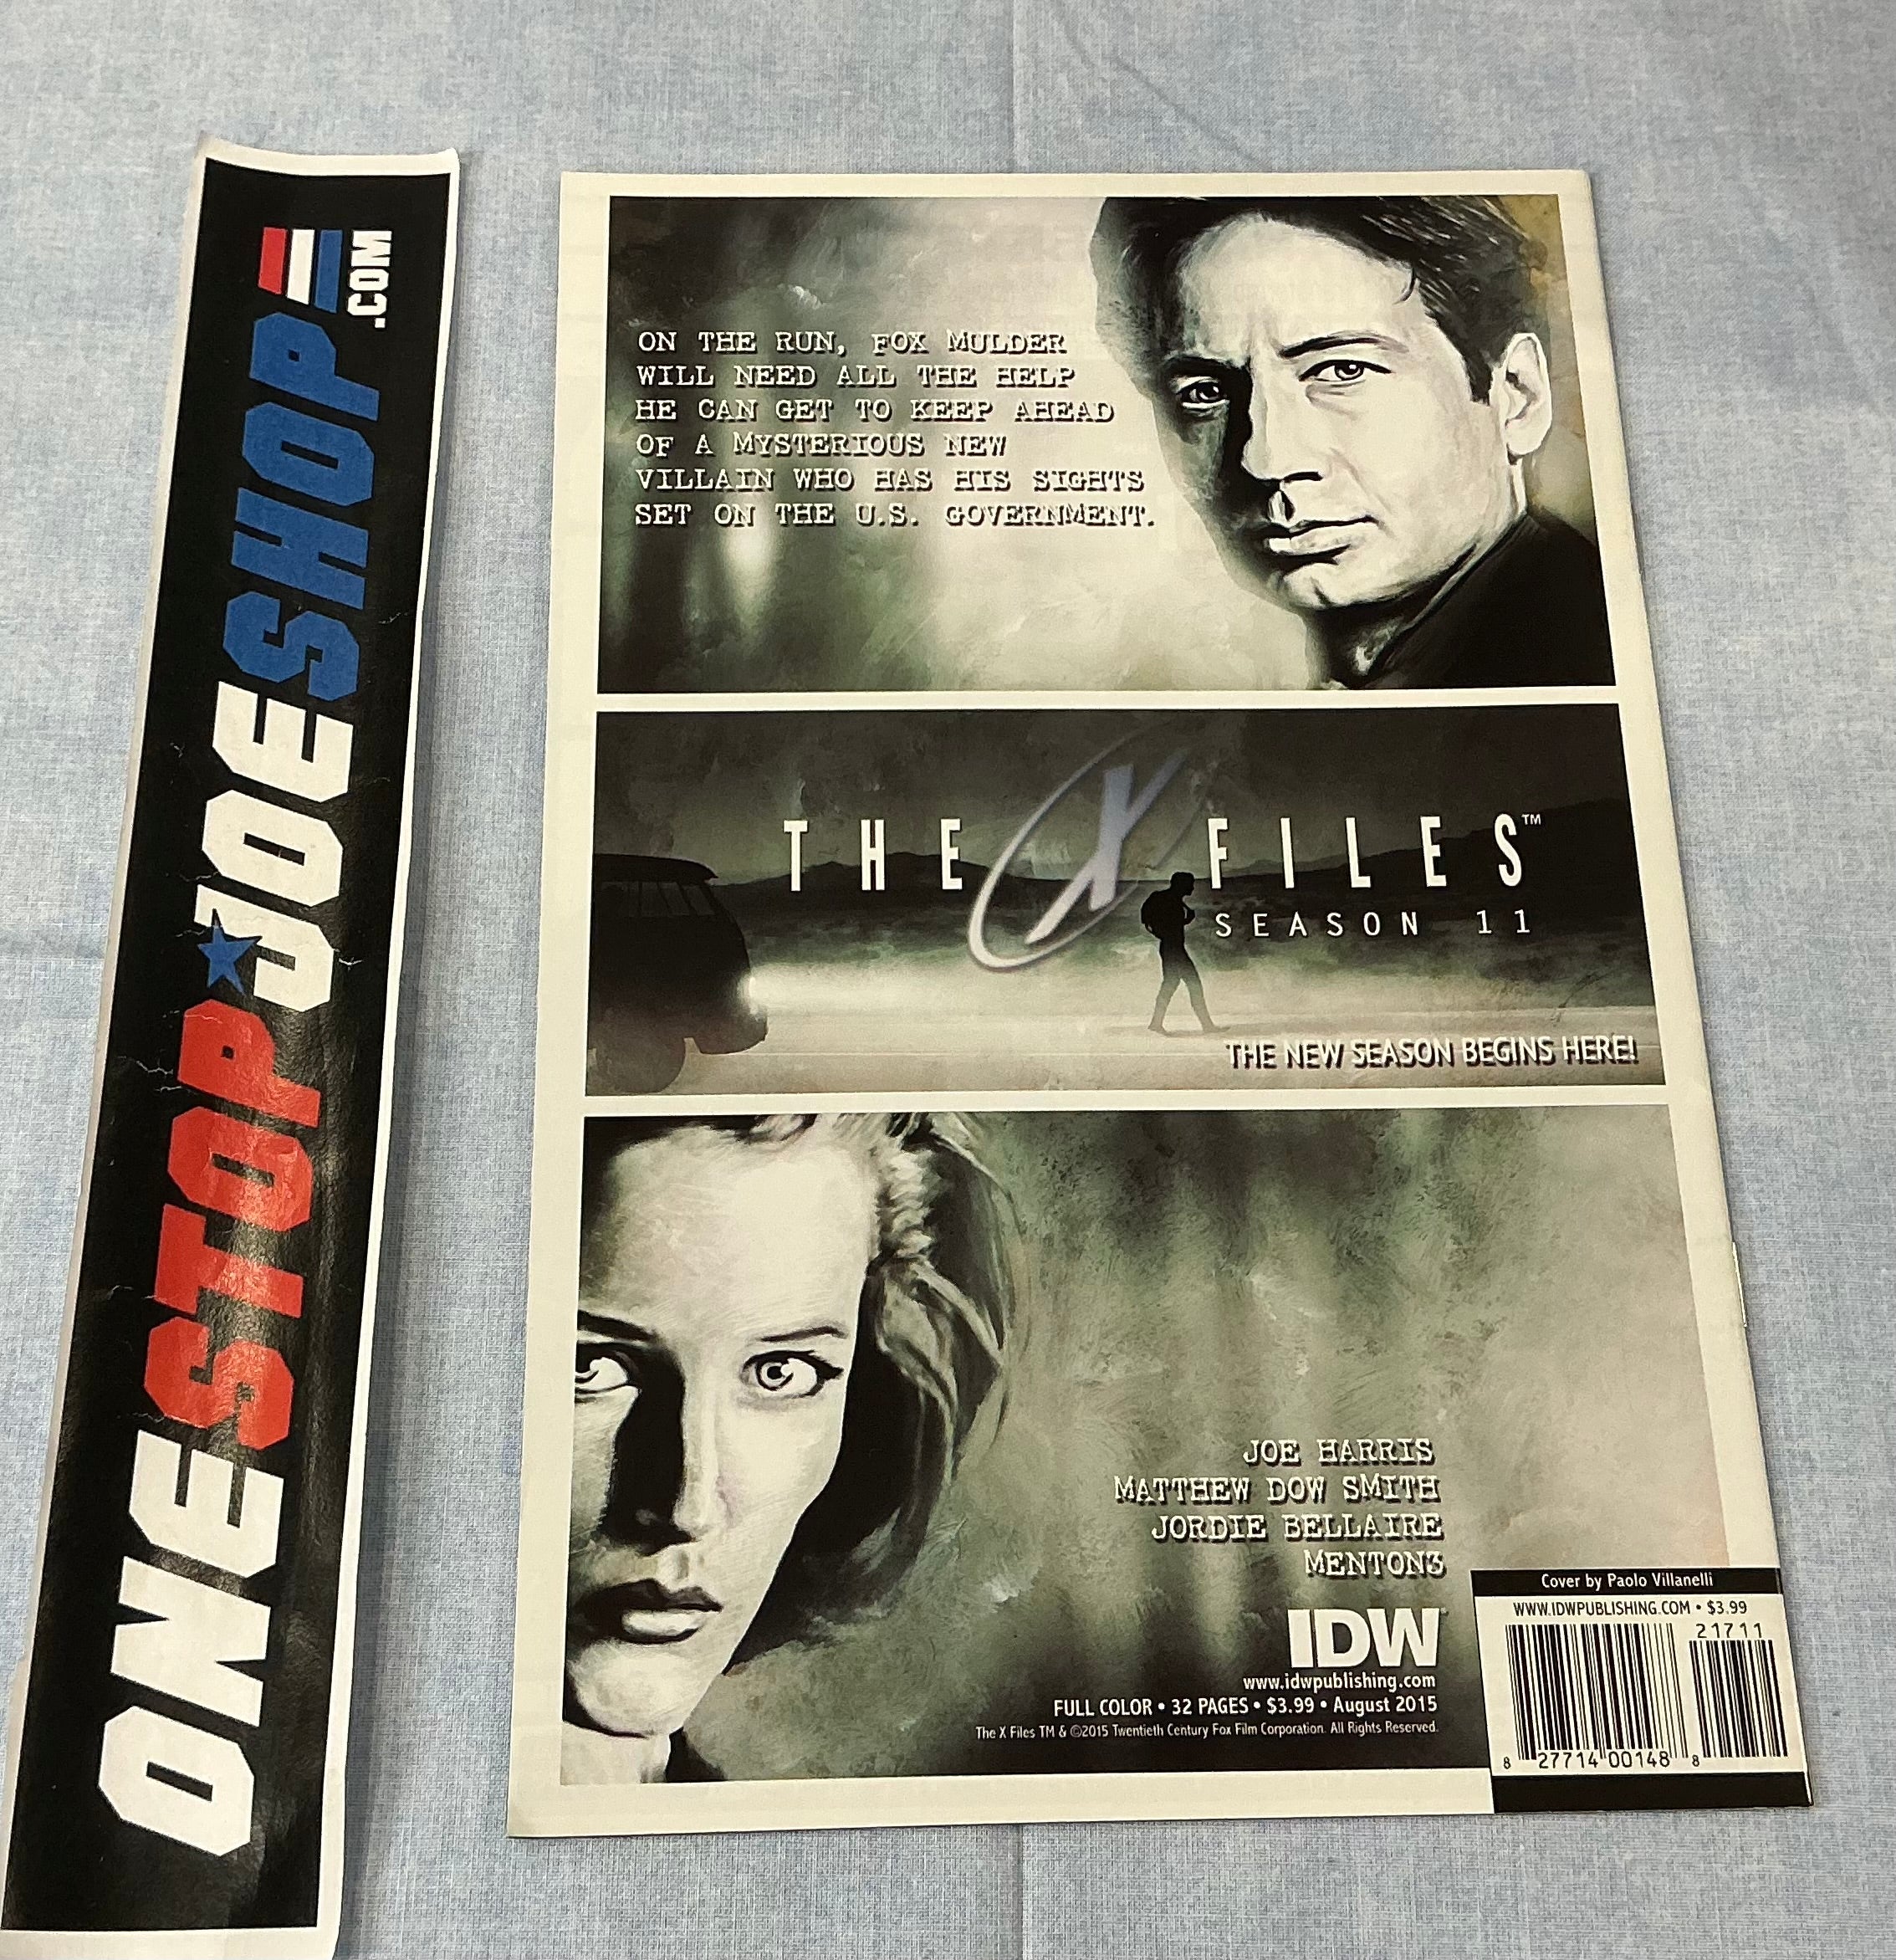 ONESTOP★JOESHOP
.COM
ON THE RUN, FOX MULDER
WILL NEED ALL THE HELP
HE CAN GET TO KEEP AHEAD
OF A MYSTERIOUS NEW
VILLAIN WHO HAS HIS SIGHTS
SET ON THE U.S. GOVERNMENT.
THE X FILES™
SEASON 11
THE NEW SEASON BEGINS HERE!
JOE HARRIS
MATTHEW DOW SMITH
JORDIE BELLAIRE
MENTON3
IDW
www.idwpublishing.com
FULL COLOR • 32 PAGES • $3.99 • August 2015
The X Files TM & ©2015 Twentieth Century Fox Film Corporation. All Rights Reserved.
Cover by Paolo Villanelli
WWW.IDWPUBLISHING.COM • $3.99
21711
8 27714 00148 8